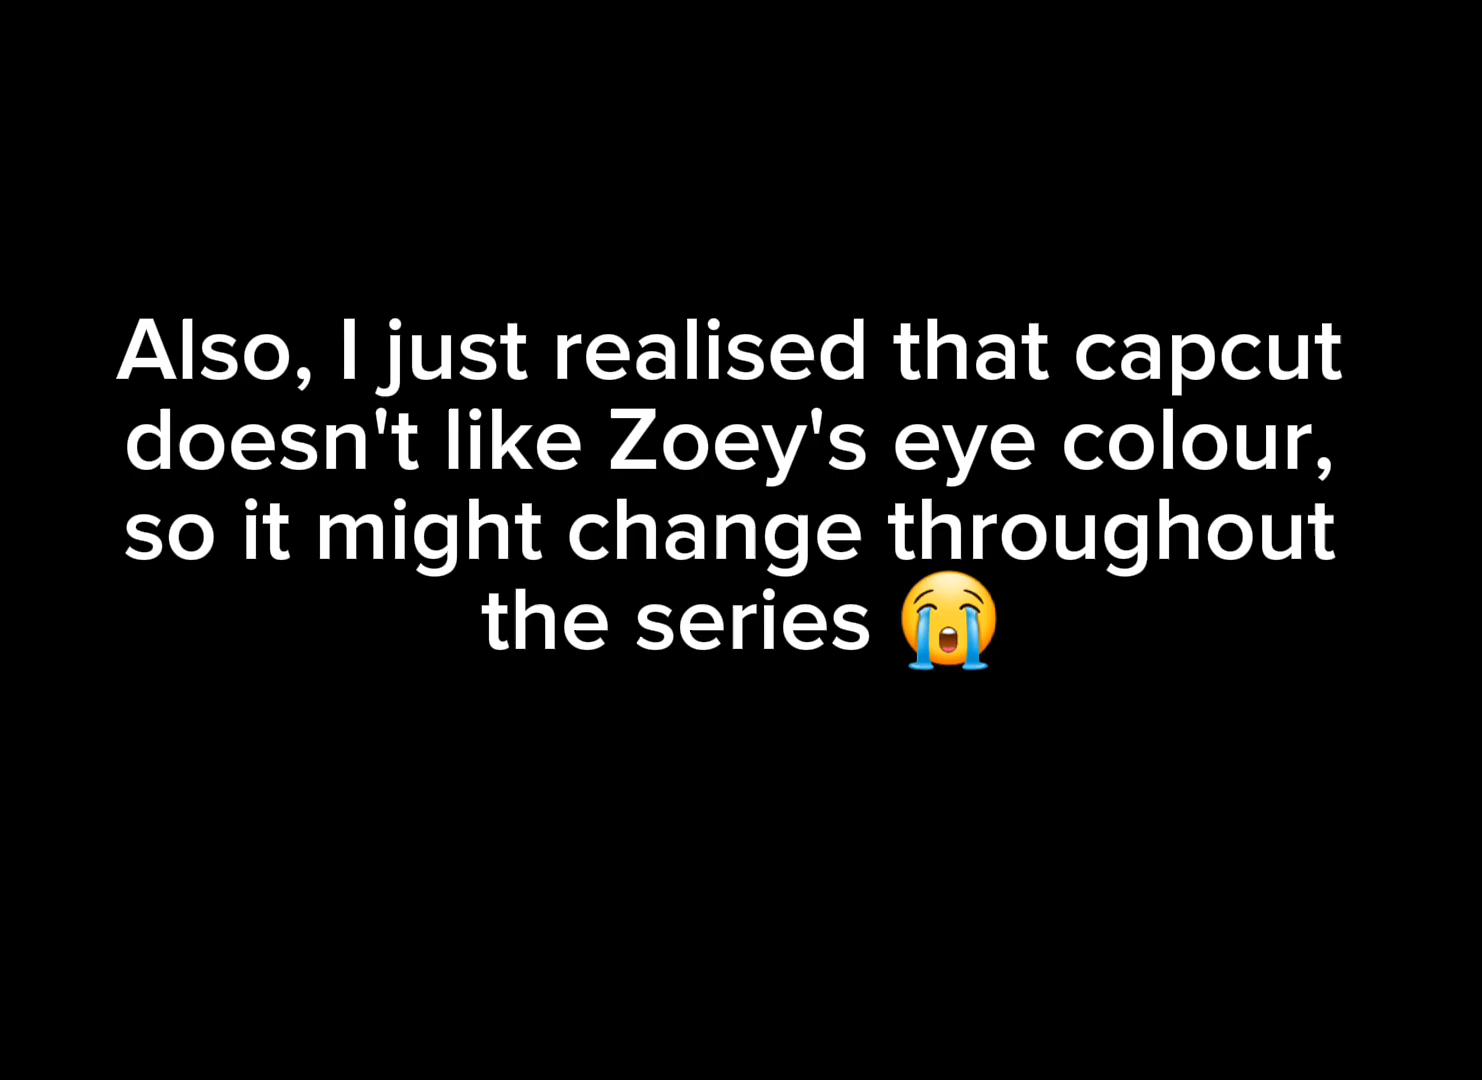 Also, I just realised that capcut
doesn't like Zoey's eye colour,
so it might change throughout
the series 😭